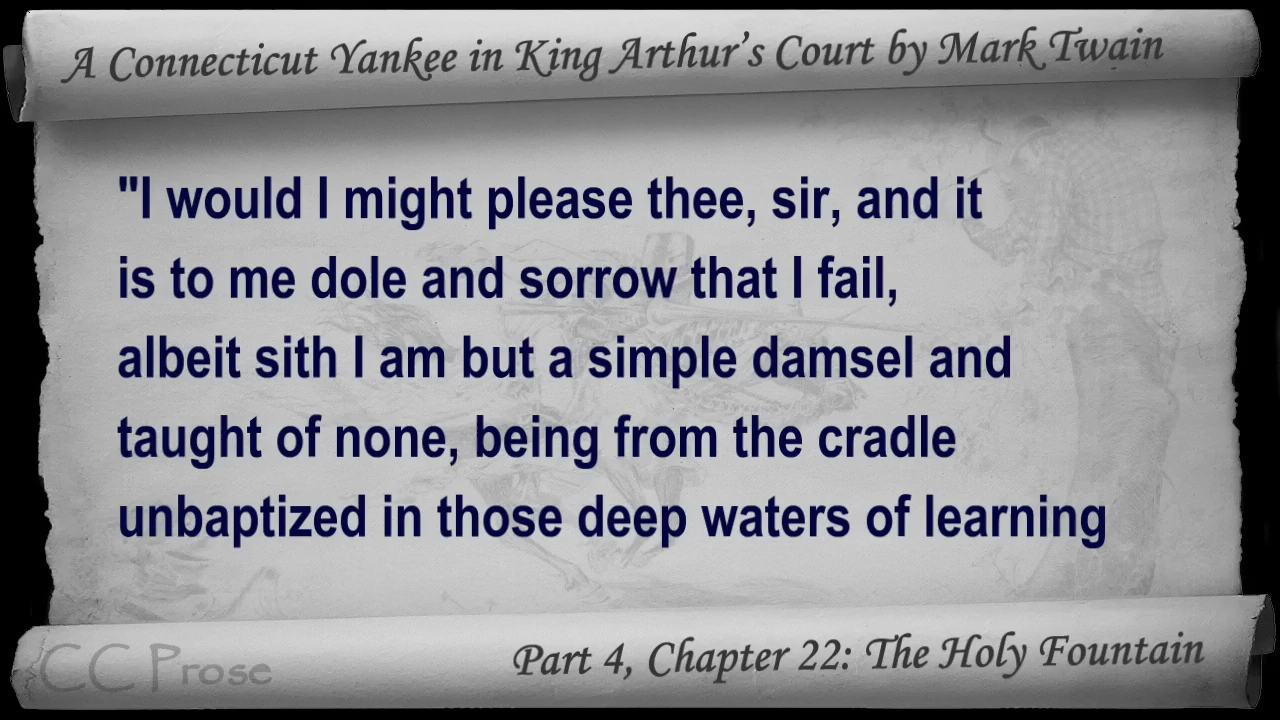 A Connecticut Yankee in King Arthur's Court by Mark Twain
"I would I might please thee, sir, and it
is to me dole and sorrow that I fail,
albeit sith I am but a simple damsel and
taught of none, being from the cradle
unbaptized in those deep waters of learning
CC Prose
Part 4, Chapter 22: The Holy Fountain